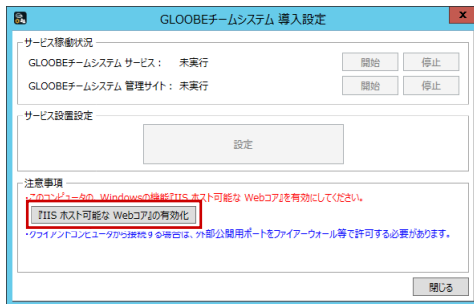 GLOOBEチームシステム 導入設定
x
サービス稼働状況
GLOOBEチームシステム サービス： 未実行
開始 停止
GLOOBEチームシステム 管理サイト： 未実行
開始 停止
サービス設置設定
設定
注意事項
・このコンピュータの、Windowsの機能『IIS ホスト可能な Webコア』を有効にしてください。
『IIS ホスト可能な Webコア』の有効化
・クライアントコンピュータから接続する場合は、外部公開用ポートをファイアーウォール等で許可する必要があります。
閉じる